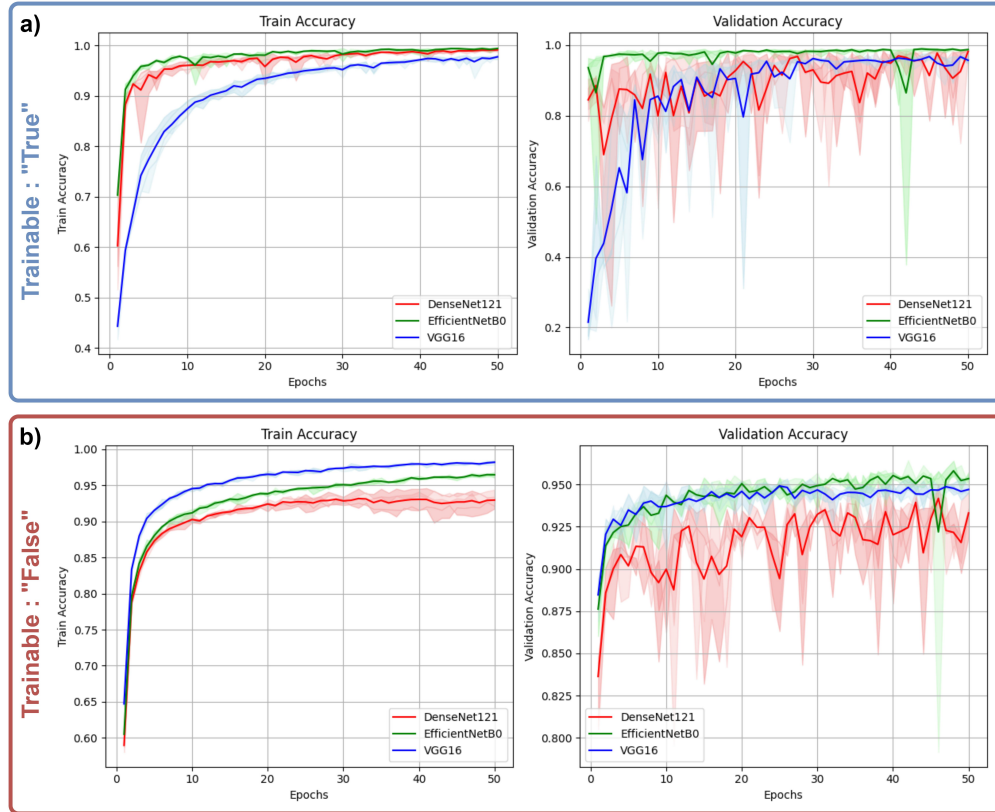 a)
Trainable : "True"
Train Accuracy
Train Accuracy
1.0
0.9
0.8
0.7
0.6
0.5
0.4
0
10
20
30
40
50
Epochs
DenseNet121
EfficientNetB0
VGG16
Validation Accuracy
Validation Accuracy
1.0
0.8
0.6
0.4
0.2
0
10
20
30
40
50
Epochs
DenseNet121
EfficientNetB0
VGG16
b)
Trainable : "False"
Train Accuracy
Train Accuracy
1.00
0.95
0.90
0.85
0.80
0.75
0.70
0.65
0.60
0
10
20
30
40
50
Epochs
DenseNet121
EfficientNetB0
VGG16
Validation Accuracy
Validation Accuracy
0.950
0.925
0.900
0.875
0.850
0.825
0.800
0
10
20
30
40
50
Epochs
DenseNet121
EfficientNetB0
VGG16